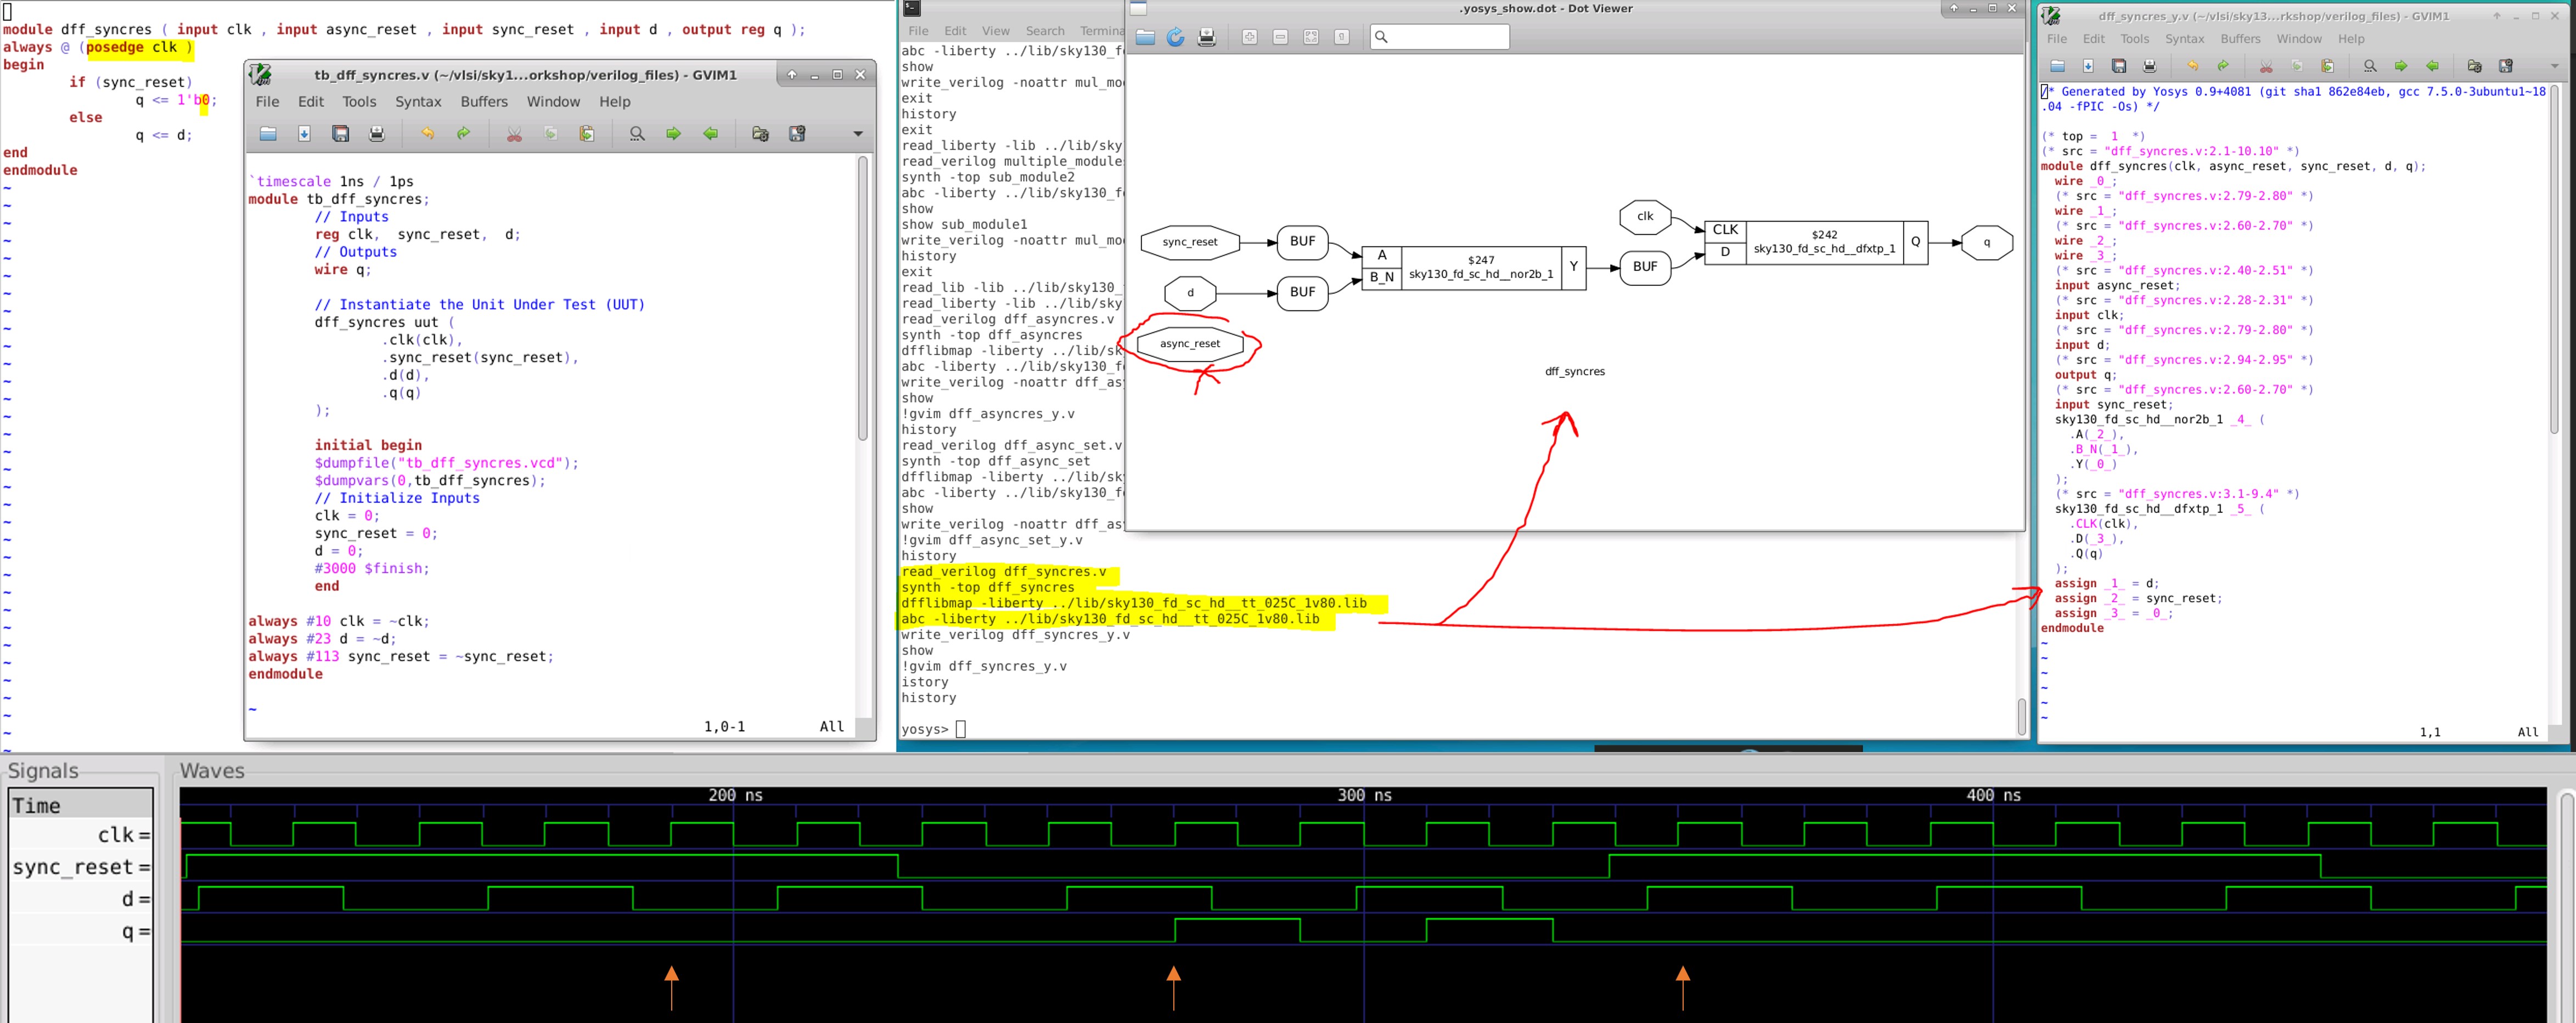 module dff_syncres ( input clk , input async_reset , input sync_reset , input d , output reg q );
always @ (posedge clk )
begin
if (sync_reset)
q <= 1'b0;
else
q <= d;
end
endmodule
tb_dff_syncres.v (~/vlsi/sky1...orkshop/verilog_files) - GVIM1
File Edit Tools Syntax Buffers Window Help
`timescale 1ns / 1ps
module tb_dff_syncres;
// Inputs
reg clk, sync_reset, d;
// Outputs
wire q;
// Instantiate the Unit Under Test (UUT)
dff_syncres uut (
.clk(clk),
.sync_reset(sync_reset),
.d(d),
.q(q)
);
initial begin
$dumpfile("tb_dff_syncres.vcd");
$dumpvars(0,tb_dff_syncres);
// Initialize Inputs
clk = 0;
sync_reset = 0;
d = 0;
#3000 $finish;
end
always #10 clk = ~clk;
always #23 d = ~d;
always #113 sync_reset = ~sync_reset;
endmodule
~
1,0-1 All
File Edit View Search Termina
abc -liberty ../lib/sky130_f
show
write_verilog -noattr mul_mo
exit
history
exit
read_liberty -lib ../lib/sky
read_verilog multiple_module
synth -top sub_module2
abc -liberty ../lib/sky130_f
show
show sub_module1
write_verilog -noattr mul_mo
history
exit
read_lib -lib ../lib/sky130_
read_liberty -lib ../lib/sky
read_verilog dff_asyncres.v
synth -top dff_asyncres
dfflibmap -liberty ../lib/sk
abc -liberty ../lib/sky130_f
write_verilog -noattr dff_as
show
!gvim dff_asyncres_y.v
history
read_verilog dff_async_set.v
synth -top dff_async_set
dfflibmap -liberty ../lib/sk
abc -liberty ../lib/sky130_f
show
write_verilog -noattr dff_as
!gvim dff_async_set_y.v
history
read_verilog dff_syncres.v
synth -top dff_syncres
dfflibmap -liberty ../lib/sky130_fd_sc_hd__tt_025C_1v80.lib
abc -liberty ../lib/sky130_fd_sc_hd__tt_025C_1v80.lib
write_verilog dff_syncres_y.v
show
!gvim dff_syncres_y.v
istory
history
yosys>
.yosys_show.dot - Dot Viewer
sync_reset BUF
d BUF
async_reset
A
B_N
$247
sky130_fd_sc_hd__nor2b_1
Y
BUF
clk
CLK
D
$242
sky130_fd_sc_hd__dfxtp_1
Q
q
dff_syncres
dff_syncres_y.v (~/vlsi/sky13...rkshop/verilog_files) - GVIM1
File Edit Tools Syntax Buffers Window Help
/* Generated by Yosys 0.9+4081 (git sha1 862e84eb, gcc 7.5.0-3ubuntu1~18
.04 -fPIC -Os) */
(* top = 1 *)
(* src = "dff_syncres.v:2.1-10.10" *)
module dff_syncres(clk, async_reset, sync_reset, d, q);
wire _0_;
(* src = "dff_syncres.v:2.79-2.80" *)
wire _1_;
(* src = "dff_syncres.v:2.60-2.70" *)
wire _2_;
wire _3_;
(* src = "dff_syncres.v:2.40-2.51" *)
input async_reset;
(* src = "dff_syncres.v:2.28-2.31" *)
input clk;
(* src = "dff_syncres.v:2.79-2.80" *)
input d;
(* src = "dff_syncres.v:2.94-2.95" *)
output q;
(* src = "dff_syncres.v:2.60-2.70" *)
input sync_reset;
sky130_fd_sc_hd__nor2b_1 _4_ (
.A(_2_),
.B_N(_1_),
.Y(_0_)
);
(* src = "dff_syncres.v:3.1-9.4" *)
sky130_fd_sc_hd__dfxtp_1 _5_ (
.CLK(clk),
.D(_3_),
.Q(q)
);
assign _1_ = d;
assign _2_ = sync_reset;
assign _3_ = _0_;
endmodule
1,1 All
Signals
Waves
Time
200 ns 300 ns 400 ns
clk =
sync_reset =
d =
q =